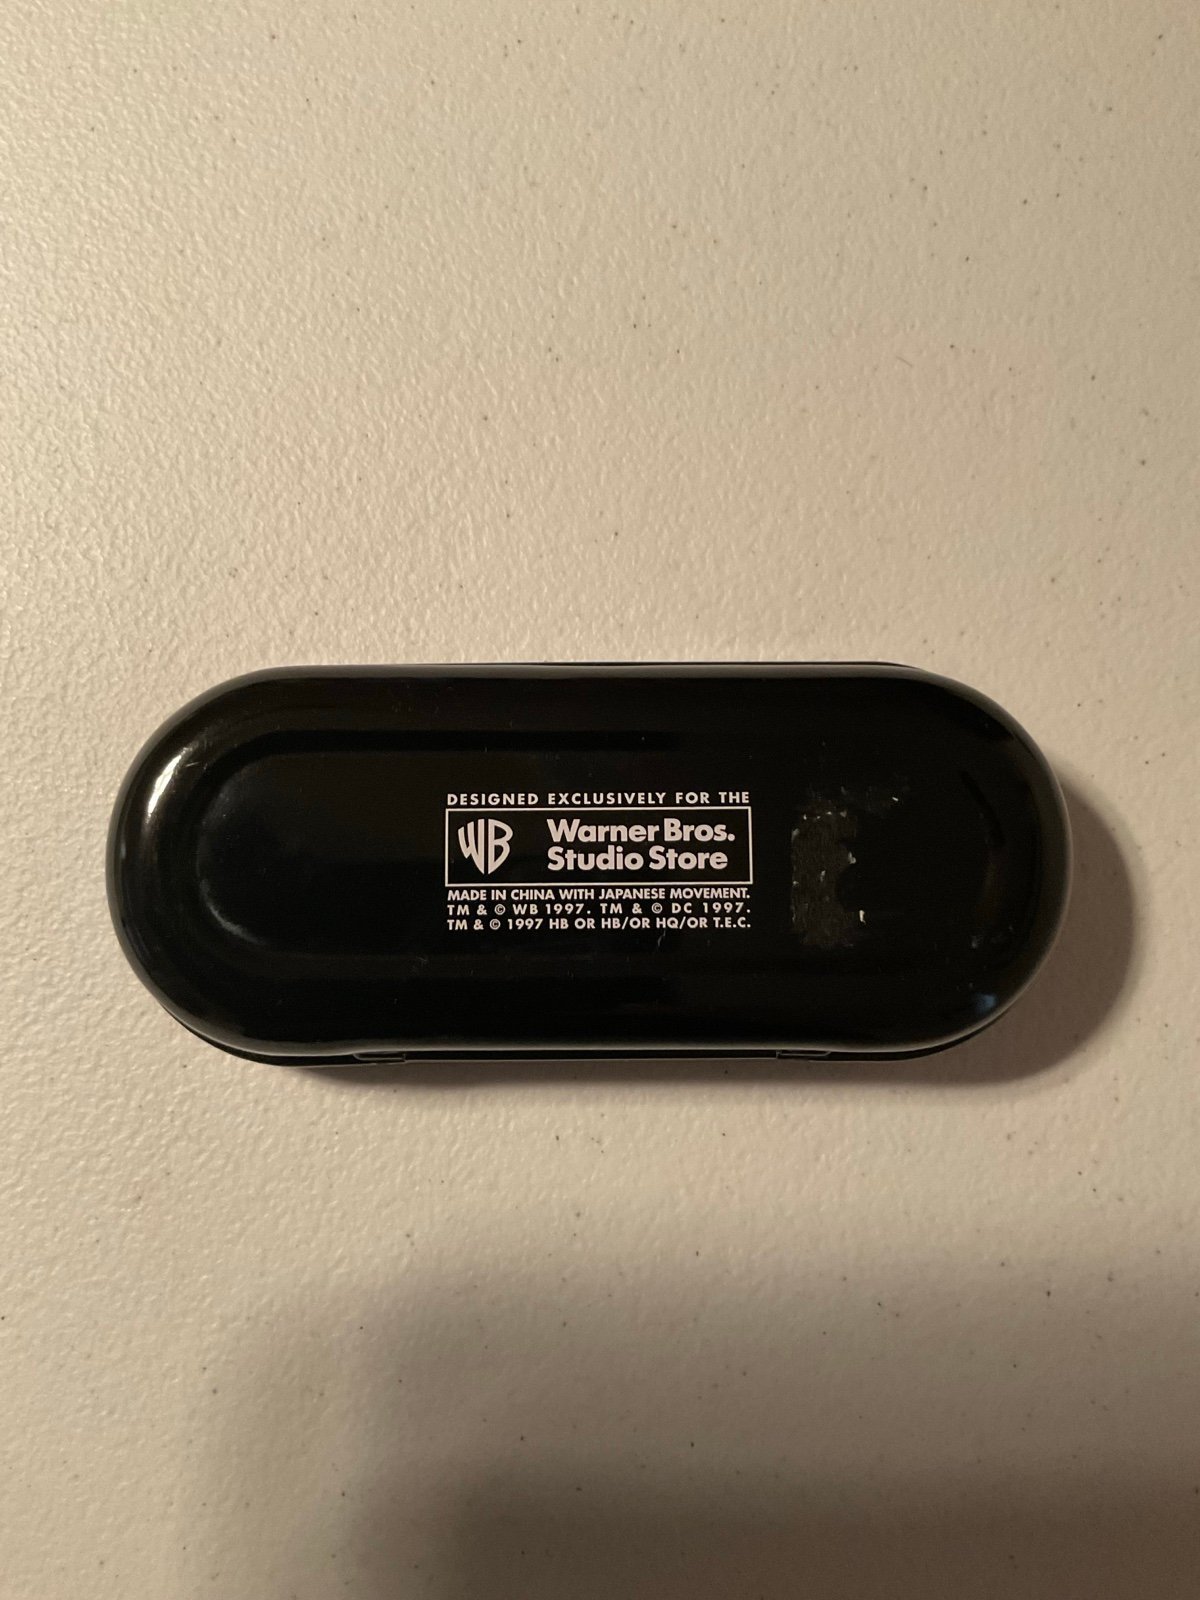 DESIGNED EXCLUSIVELY FOR THE
WB Warner Bros.
Studio Store
MADE IN CHINA WITH JAPANESE MOVEMENT.
TM & © WB 1997. TM & © DC 1997.
TM & © 1997 HB OR HB/OR HQ/OR T.E.C.